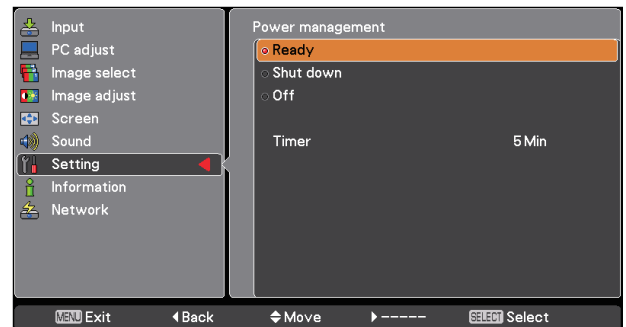 Input
PC adjust
Image select
Image adjust
Screen
Sound
Setting
Information
Network
Power management
Ready
Shut down
Off
Timer 5 Min
MENU Exit Back Move ----- SELECT Select